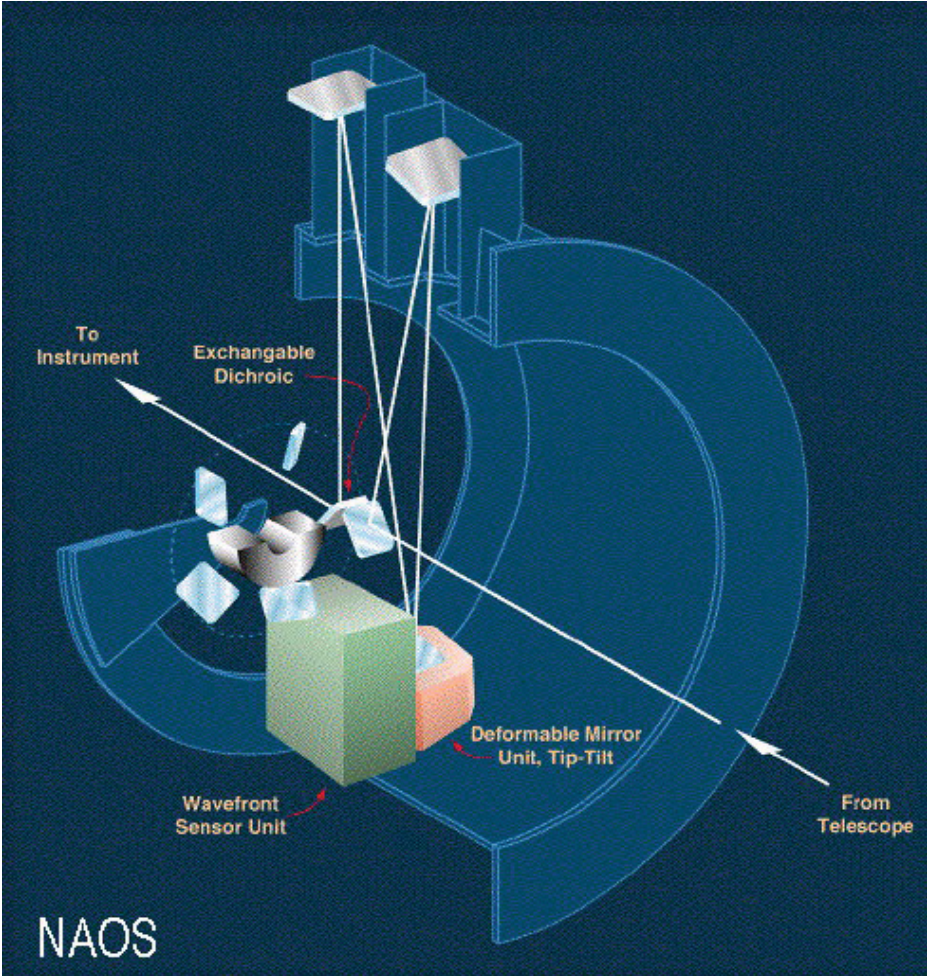 To
Instrument
Exchangable
Dichroic
Deformable Mirror
Unit, Tip-Tilt
Wavefront
Sensor Unit
From
Telescope
NAOS